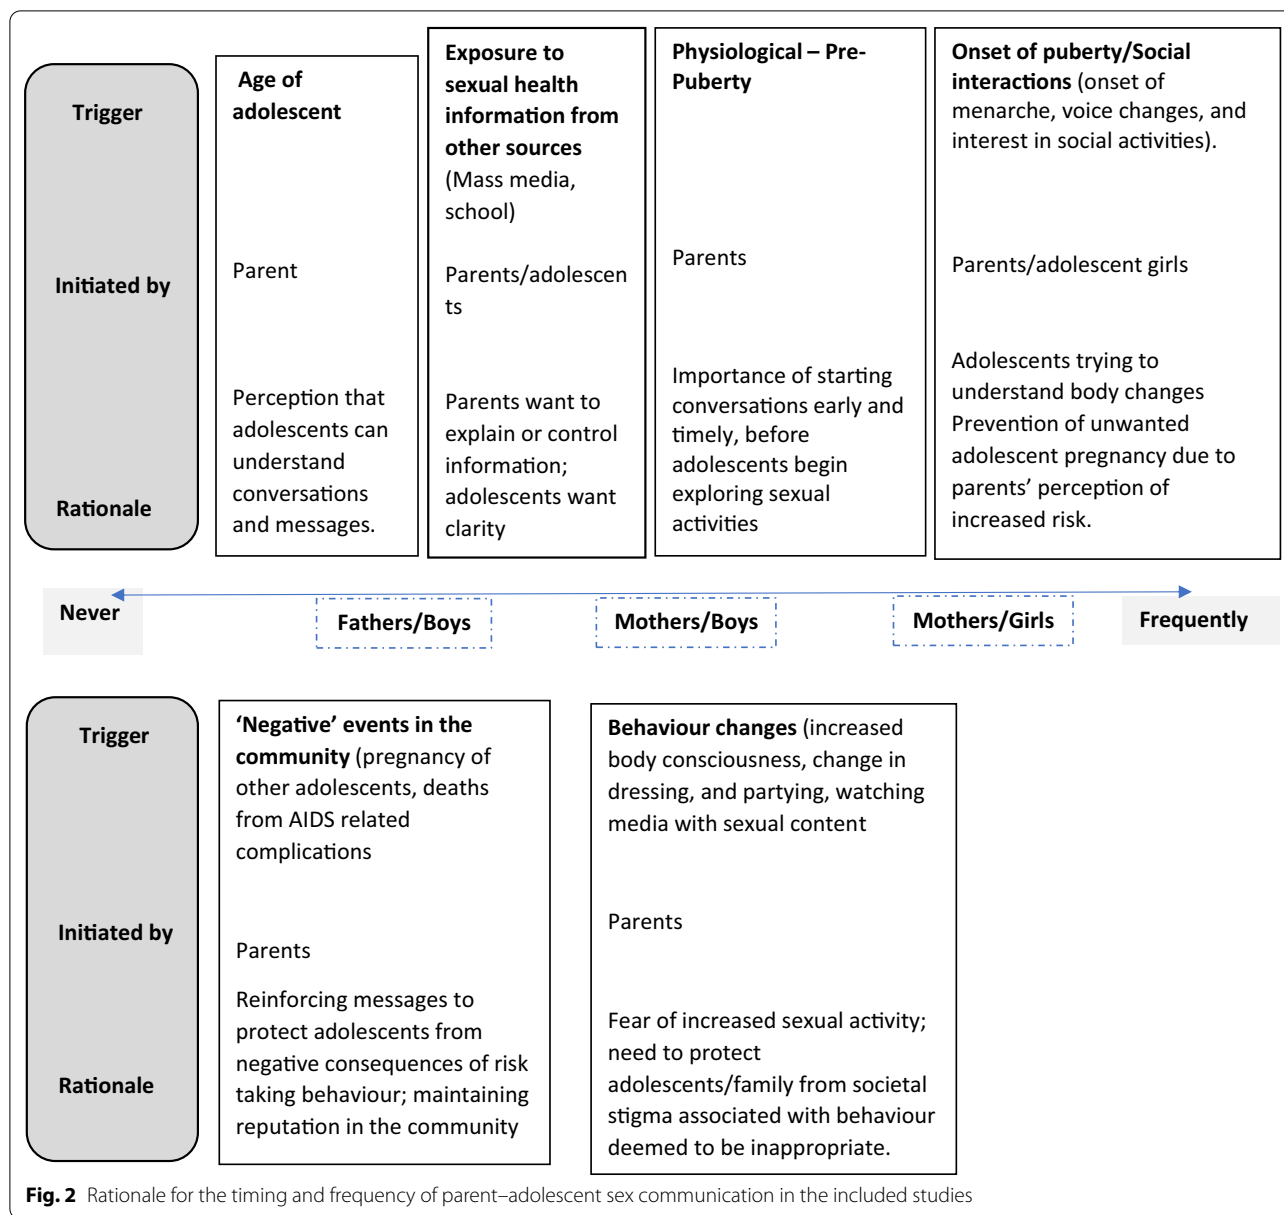 Trigger
Initiated by
Rationale
Age of
adolescent
Parent
Perception that
adolescents can
understand
conversations
and messages.
Exposure to
sexual health
information from
other sources
(Mass media,
school)
Parents/adolescen
ts
Parents want to
explain or control
information;
adolescents want
clarity
Physiological – Pre-
Puberty
Parents
Importance of starting
conversations early and
timely, before
adolescents begin
exploring sexual
activities
Onset of puberty/Social
interactions (onset of
menarche, voice changes, and
interest in social activities).
Parents/adolescent girls
Adolescents trying to
understand body changes
Prevention of unwanted
adolescent pregnancy due to
parents’ perception of
increased risk.
Never
Fathers/Boys
Mothers/Boys
Mothers/Girls
Frequently
Trigger
Initiated by
Rationale
‘Negative’ events in the
community (pregnancy of
other adolescents, deaths
from AIDS related
complications
Parents
Reinforcing messages to
protect adolescents from
negative consequences of risk
taking behaviour; maintaining
reputation in the community
Behaviour changes (increased
body consciousness, change in
dressing, and partying, watching
media with sexual content
Parents
Fear of increased sexual activity;
need to protect
adolescents/family from societal
stigma associated with behaviour
deemed to be inappropriate.
Fig. 2 Rationale for the timing and frequency of parent–adolescent sex communication in the included studies